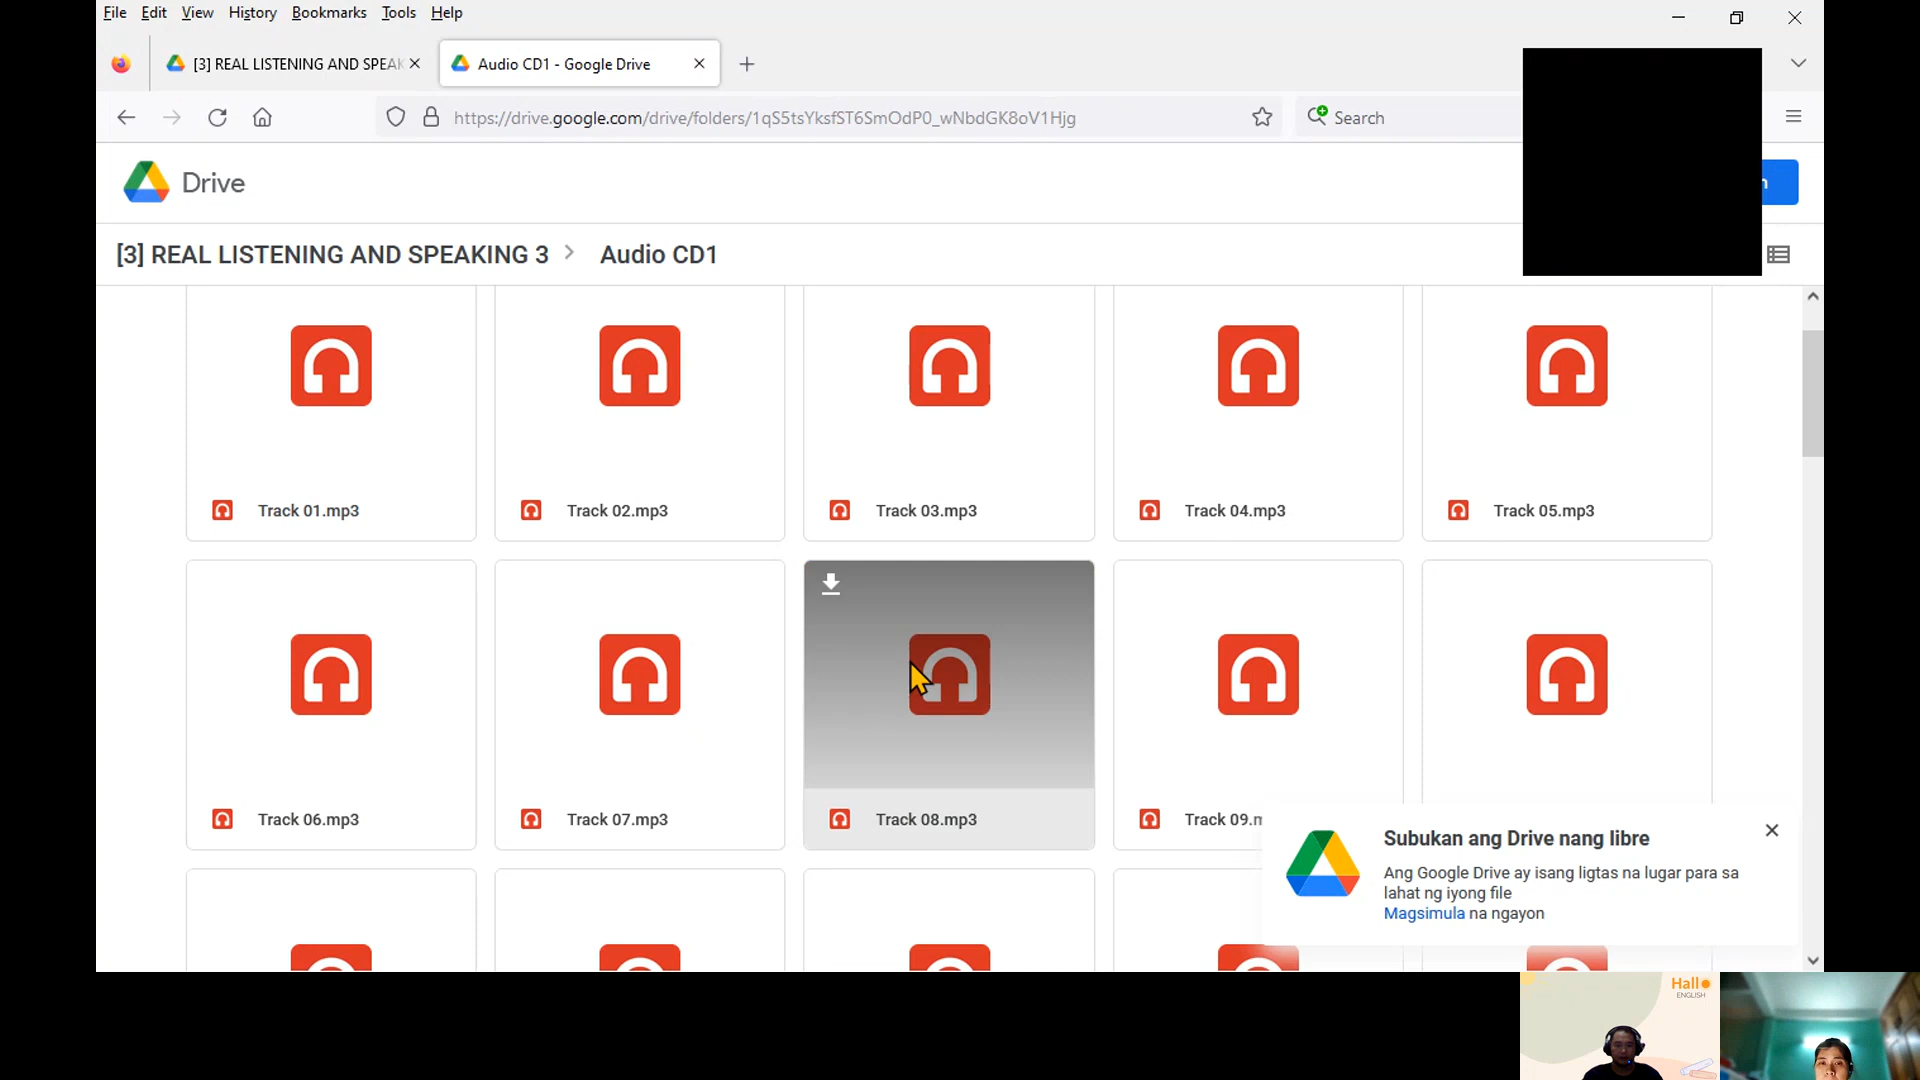 File Edit View History Bookmarks Tools Help
[3] REAL LISTENING AND SPEAK
Audio CD1 - Google Drive
https://drive.google.com/drive/folders/1qS5tsYksfST6SmOdP0_wNbdGK8oV1Hjg
Search
Drive
[3] REAL LISTENING AND SPEAKING 3 > Audio CD1
Track 01.mp3
Track 02.mp3
Track 03.mp3
Track 04.mp3
Track 05.mp3
Track 06.mp3
Track 07.mp3
Track 08.mp3
Track 09.m
Subukan ang Drive nang libre
Ang Google Drive ay isang ligtas na lugar para sa
lahat ng iyong file
Magsimula na ngayon
Hall
ENGLISH